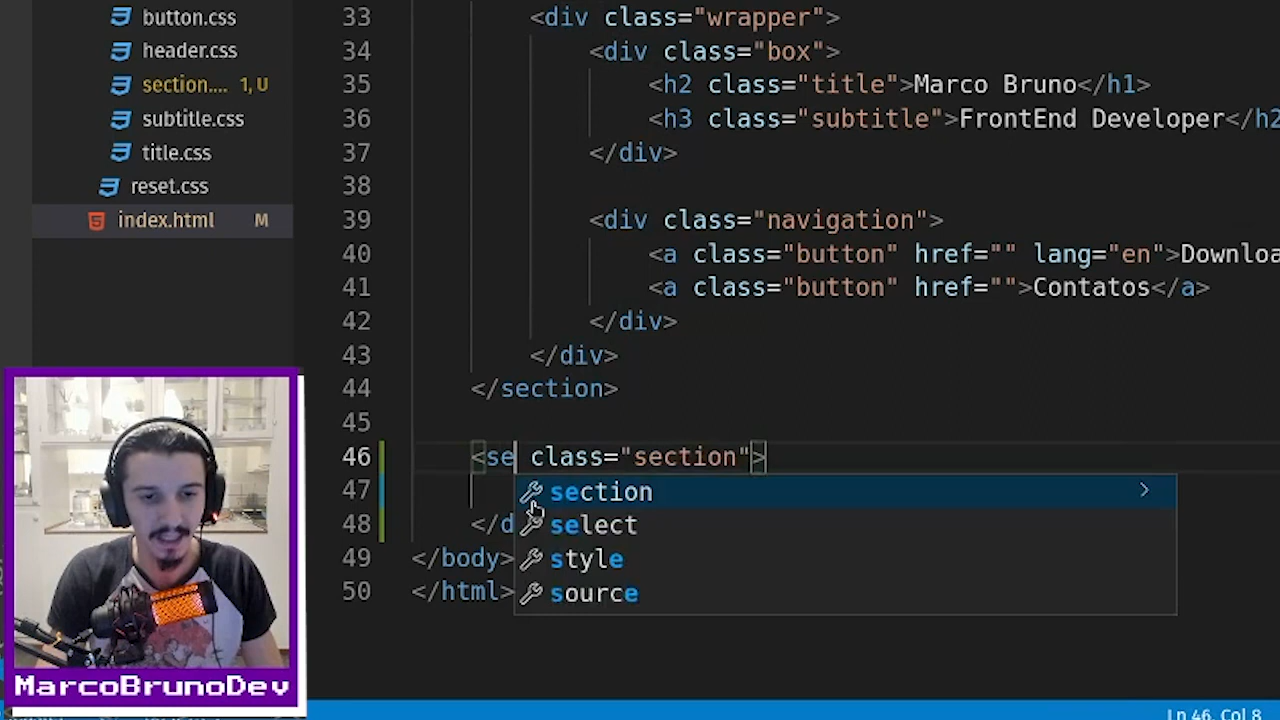 button.css
header.css
section.... 1, U
subtitle.css
title.css
reset.css
index.html M
33 <div class="wrapper">
34 <div class="box">
35 <h2 class="title">Marco Bruno</h1>
36 <h3 class="subtitle">FrontEnd Developer</h2
37 </div>
38
39 <div class="navigation">
40 <a class="button" href="" lang="en">Downloa
41 <a class="button" href="">Contatos</a>
42 </div>
43 </div>
44 </section>
45
46 <se class="section">
47
48 </d
49 </body>
50 </html>
section
select
style
source
MarcoBrunoDev
Ln 46, Col 8